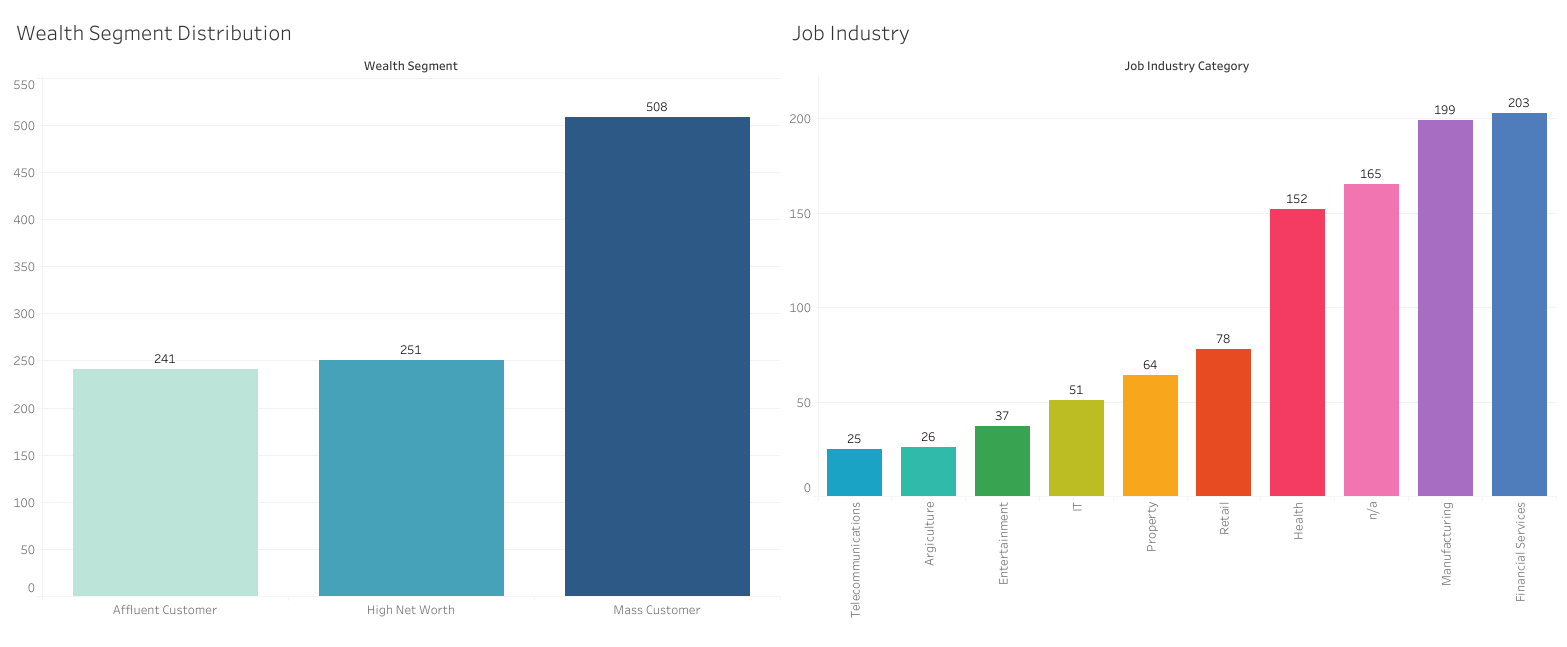 Wealth Segment Distribution
Wealth Segment
550
500
450
400
350
300
250
200
150
100
50
0
241
251
508
Affluent Customer
High Net Worth
Mass Customer
Job Industry
Job Industry Category
200
150
100
50
0
25
26
37
51
64
78
152
165
199
203
Telecommunications
Argiculture
Entertainment
IT
Property
Retail
Health
n/a
Manufacturing
Financial Services